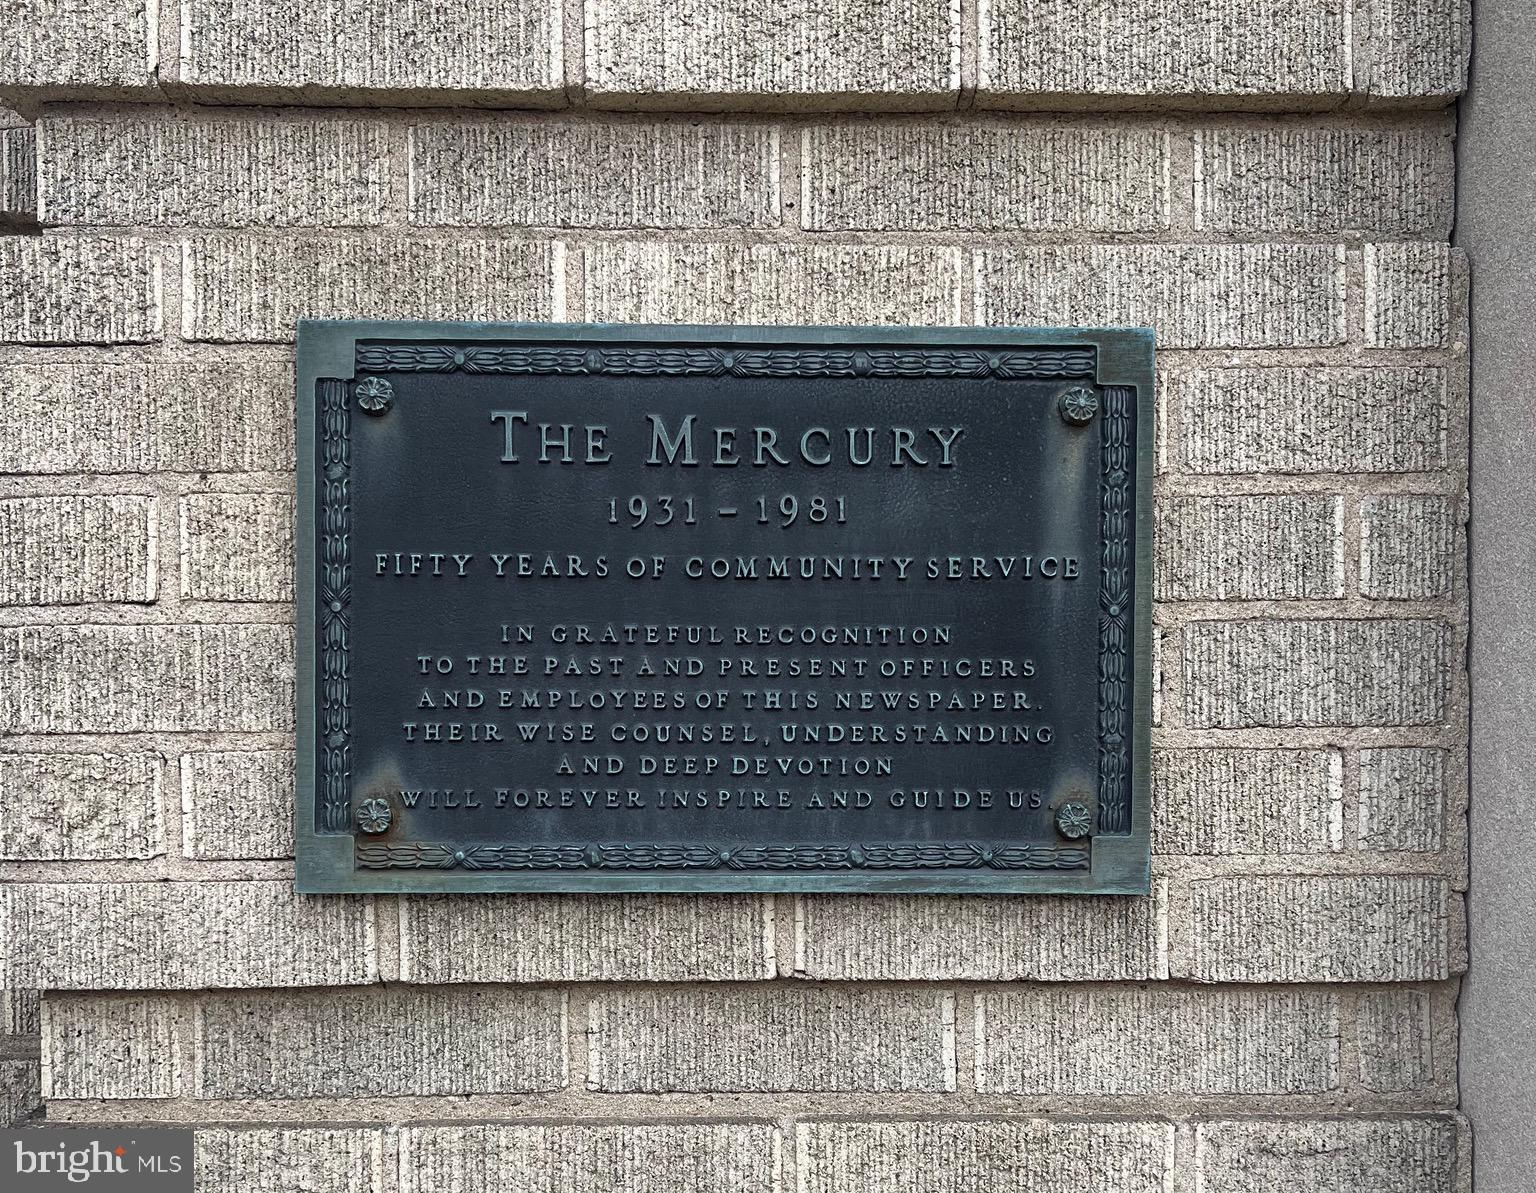 THE MERCURY
1931 - 1981
FIFTY YEARS OF COMMUNITY SERVICE
IN GRATEFUL RECOGNITION
TO THE PAST AND PRESENT OFFICERS
AND EMPLOYEES OF THIS NEWSPAPER.
THEIR WISE COUNSEL, UNDERSTANDING
AND DEEP DEVOTION
WILL FOREVER INSPIRE AND GUIDE US.
bright MLS